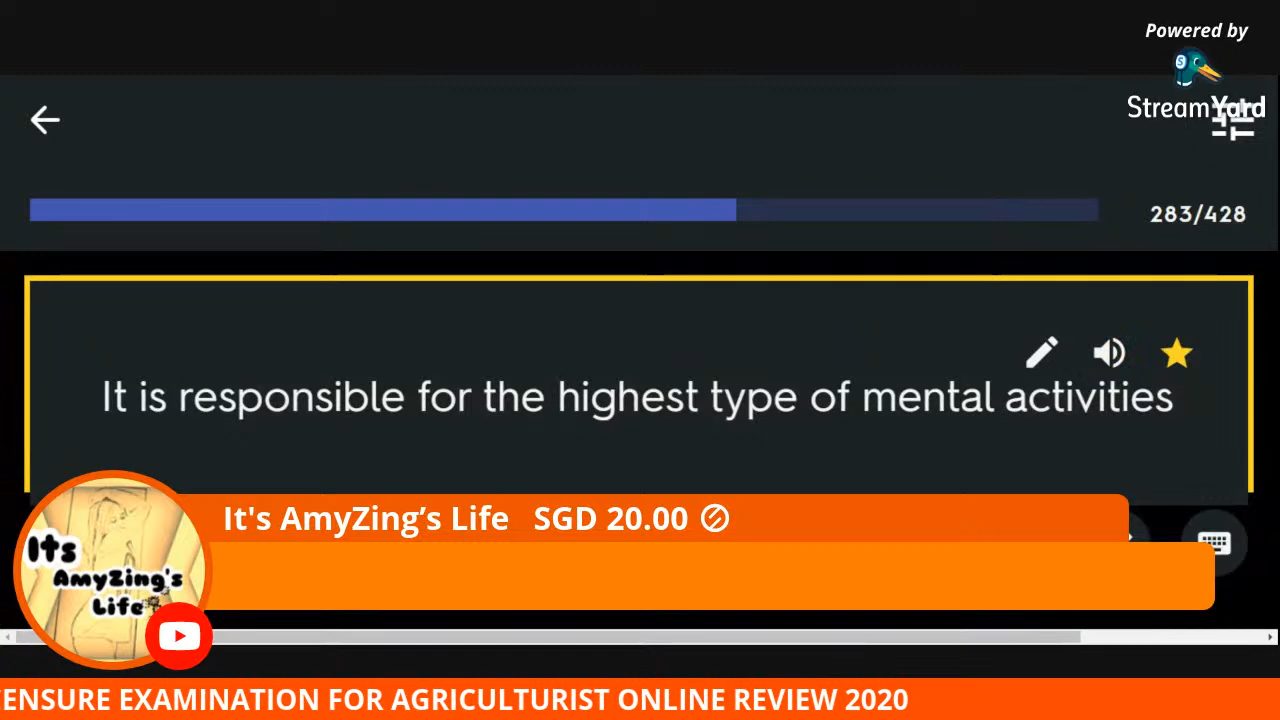 Powered by
StreamYard
283/428
It is responsible for the highest type of mental activities
It's AmyZing’s Life SGD 20.00
Its
AmyZing's
Life
ENSURE EXAMINATION FOR AGRICULTURIST ONLINE REVIEW 2020